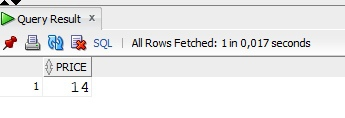 Query Result x
SQL | All Rows Fetched: 1 in 0,017 seconds
PRICE
1 14